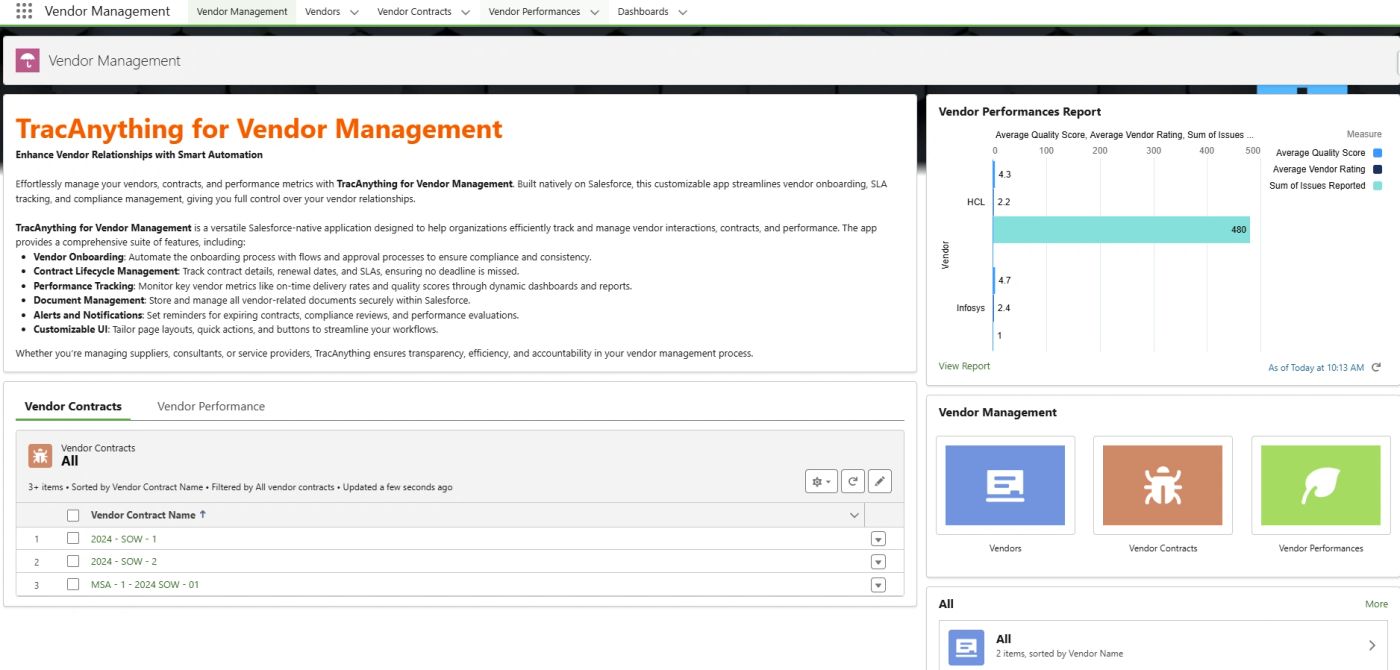 Vendor Management
Vendor Management
Vendors
Vendor Contracts
Vendor Performances
Dashboards
Vendor Management
TracAnything for Vendor Management
Enhance Vendor Relationships with Smart Automation
Effortlessly manage your vendors, contracts, and performance metrics with TracAnything for Vendor Management. Built natively on Salesforce, this customizable app streamlines vendor onboarding, SLA
tracking, and compliance management, giving you full control over your vendor relationships.
TracAnything for Vendor Management is a versatile Salesforce-native application designed to help organizations efficiently track and manage vendor interactions, contracts, and performance. The app
provides a comprehensive suite of features, including:
• Vendor Onboarding: Automate the onboarding process with flows and approval processes to ensure compliance and consistency.
• Contract Lifecycle Management: Track contract details, renewal dates, and SLAs, ensuring no deadline is missed.
• Performance Tracking: Monitor key vendor metrics like on-time delivery rates and quality scores through dynamic dashboards and reports.
• Document Management: Store and manage all vendor-related documents securely within Salesforce.
• Alerts and Notifications: Set reminders for expiring contracts, compliance reviews, and performance evaluations.
• Customizable UI: Tailor page layouts, quick actions, and buttons to streamline your workflows.
Whether you're managing suppliers, consultants, or service providers, TracAnything ensures transparency, efficiency, and accountability in your vendor management process.
Vendor Contracts
Vendor Performance
Vendor Contracts
All
3+ items • Sorted by Vendor Contract Name • Filtered by All vendor contracts • Updated a few seconds ago
Vendor Contract Name ↑
1 2024 - SOW - 1
2 2024 - SOW - 2
3 MSA - 1 - 2024 SOW - 01
Vendor Performances Report
Average Quality Score, Average Vendor Rating, Sum of Issues ...
Measure
0 100 200 300 400 500
Average Quality Score
Average Vendor Rating
Sum of Issues Reported
Vendor
HCL
4.3
2.2
480
Infosys
4.7
2.4
1
View Report
As of Today at 10:13 AM
Vendor Management
Vendors
Vendor Contracts
Vendor Performances
All
More
All
2 items, sorted by Vendor Name